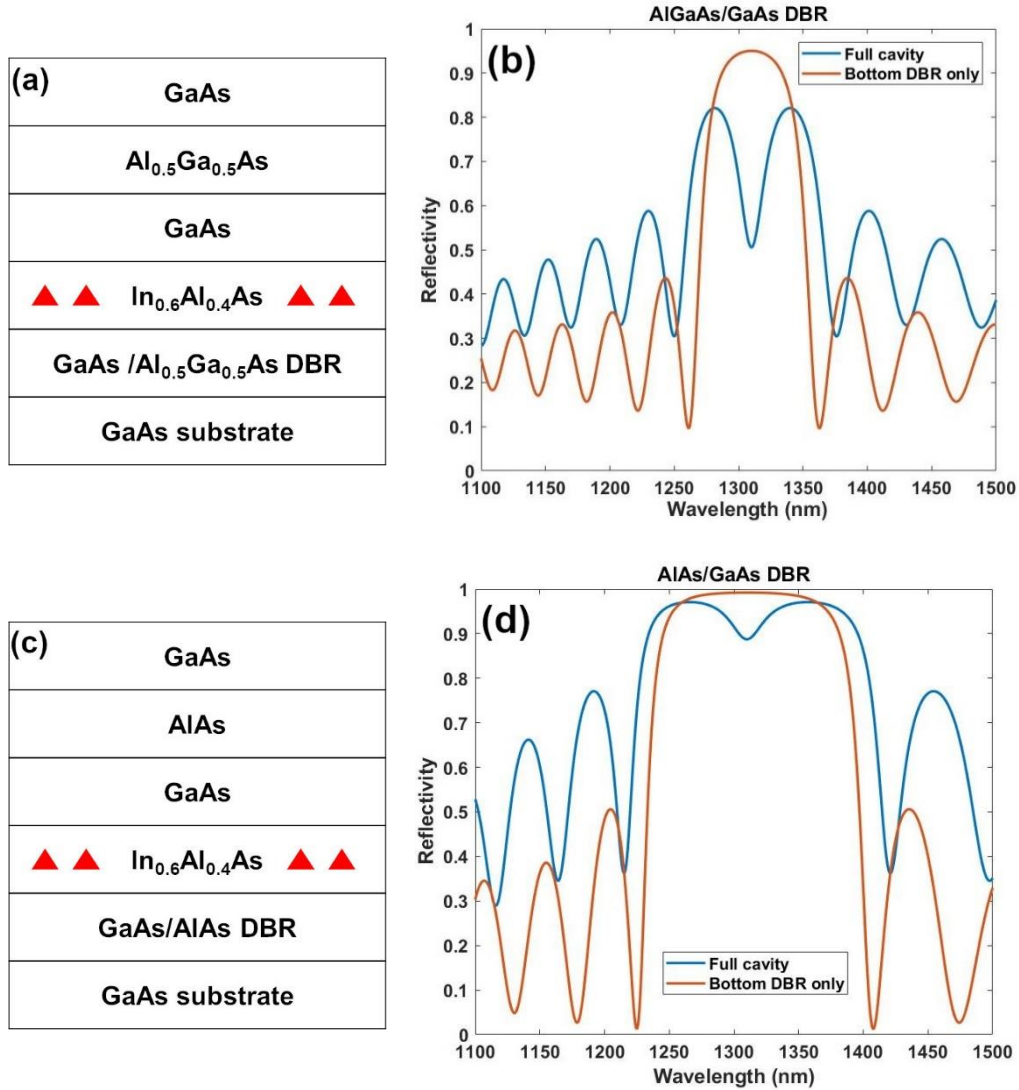 (a)
GaAs
Al0.5Ga0.5As
GaAs
In0.6Al0.4As
GaAs /Al0.5Ga0.5As DBR
GaAs substrate
AlGaAs/GaAs DBR
(b)
Full cavity
Bottom DBR only
Reflectivity
1
0.9
0.8
0.7
0.6
0.5
0.4
0.3
0.2
0.1
0
1100 1150 1200 1250 1300 1350 1400 1450 1500
Wavelength (nm)
(c)
GaAs
AlAs
GaAs
In0.6Al0.4As
GaAs/AlAs DBR
GaAs substrate
AlAs/GaAs DBR
(d)
Full cavity
Bottom DBR only
Reflectivity
1
0.9
0.8
0.7
0.6
0.5
0.4
0.3
0.2
0.1
0
1100 1150 1200 1250 1300 1350 1400 1450 1500
Wavelength (nm)